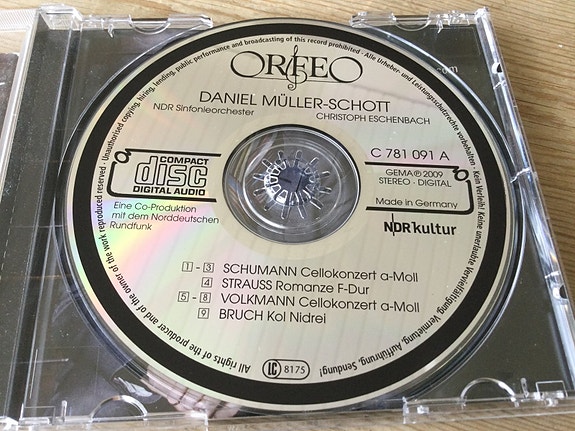 ORFEO
DANIEL MÜLLER-SCHOTT
NDR Sinfonieorchester
CHRISTOPH ESCHENBACH
C 781 091 A
COMPACT
disc
DIGITAL AUDIO
GEMA ℗ 2009
STEREO · DIGITAL
Made in Germany
Eine Co-Produktion
mit dem Norddeutschen
Rundfunk
NDR kultur
1 - 3 SCHUMANN Cellokonzert a-Moll
4 STRAUSS Romanze F-Dur
5 - 8 VOLKMANN Cellokonzert a-Moll
9 BRUCH Kol Nidrei
LC 8175
All rights of the producer and of the owner of the work reproduced reserved · Unauthorised copying, hiring, lending, public performance and broadcasting of this record prohibited · Alle Urheber- und Leistungsschutzrechte vorbehalten · Kein Verleih! Keine unerlaubte Vervielfältigung, Vermietung, Aufführung, Sendung!
.com